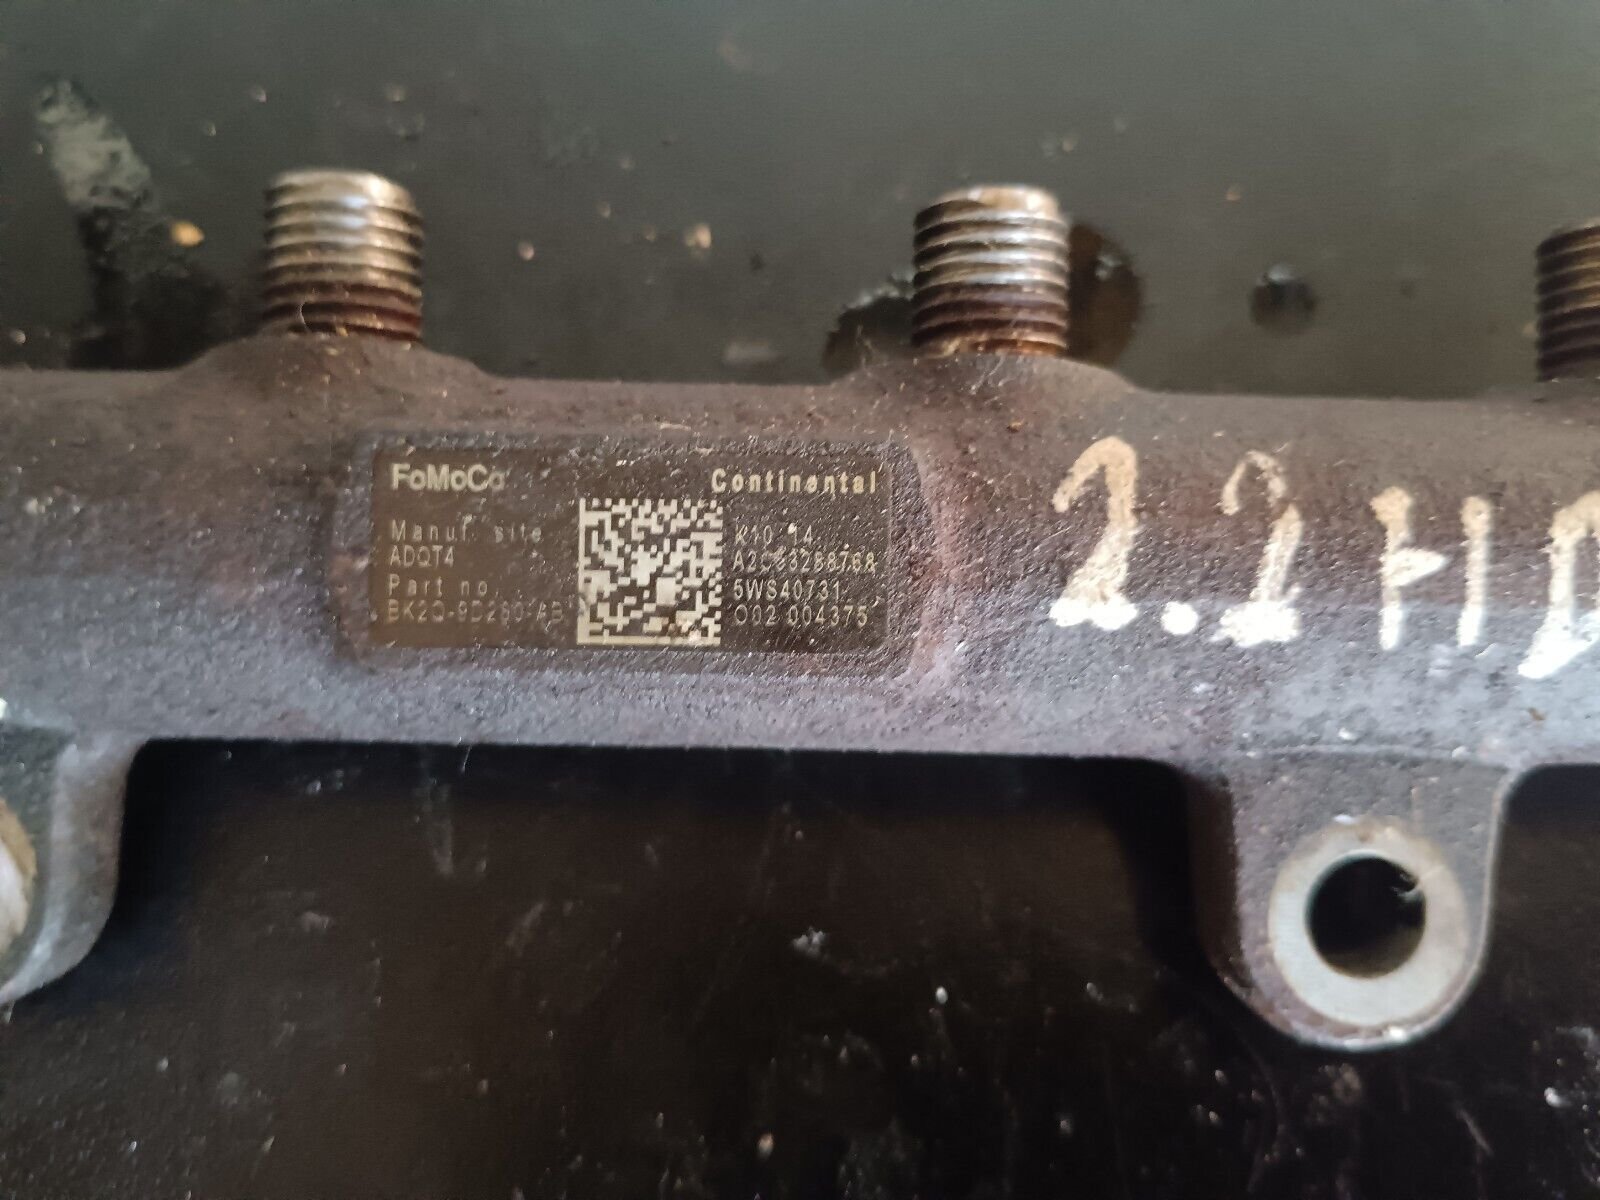 FoMoCo
Continental
Manuf. site
ADQT4
Part no.
BK2Q-9D280-AB
K10 14
A2C53288768
5WS40731
O02 004375
2.2 HD